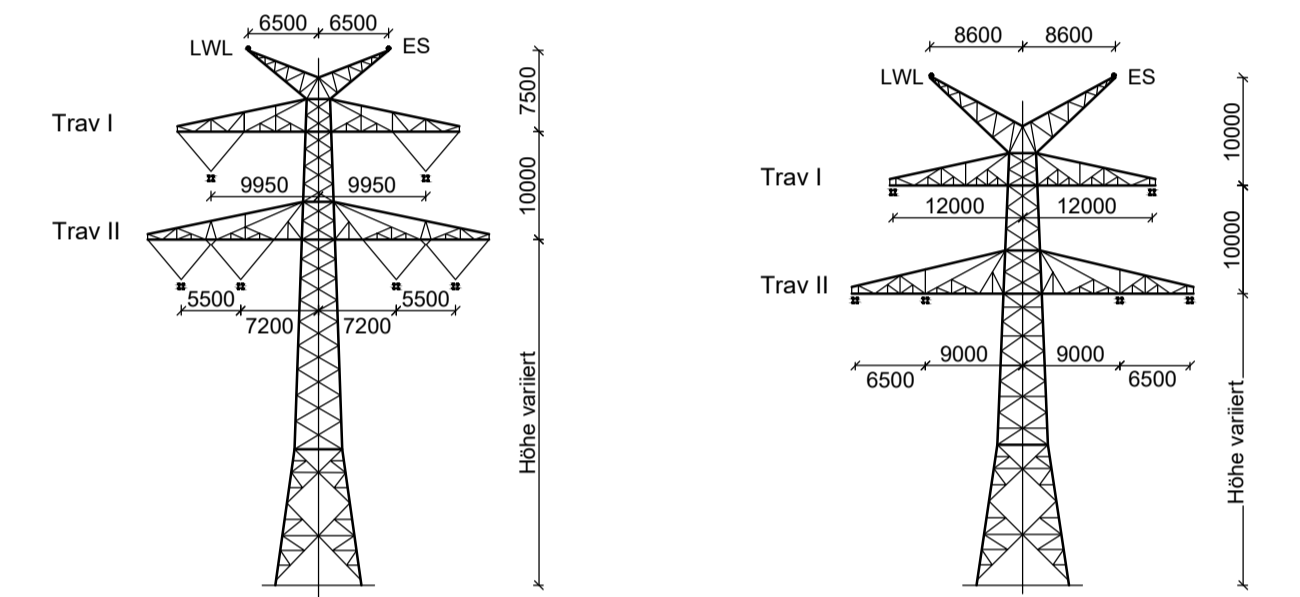 6500 6500
LWL ES
7500
Trav I
9950 9950
10000
Trav II
5500 5500
7200 7200
Höhe variiert
8600 8600
LWL ES
10000
Trav I
12000 12000
10000
Trav II
9000 9000
6500 6500
Höhe variiert